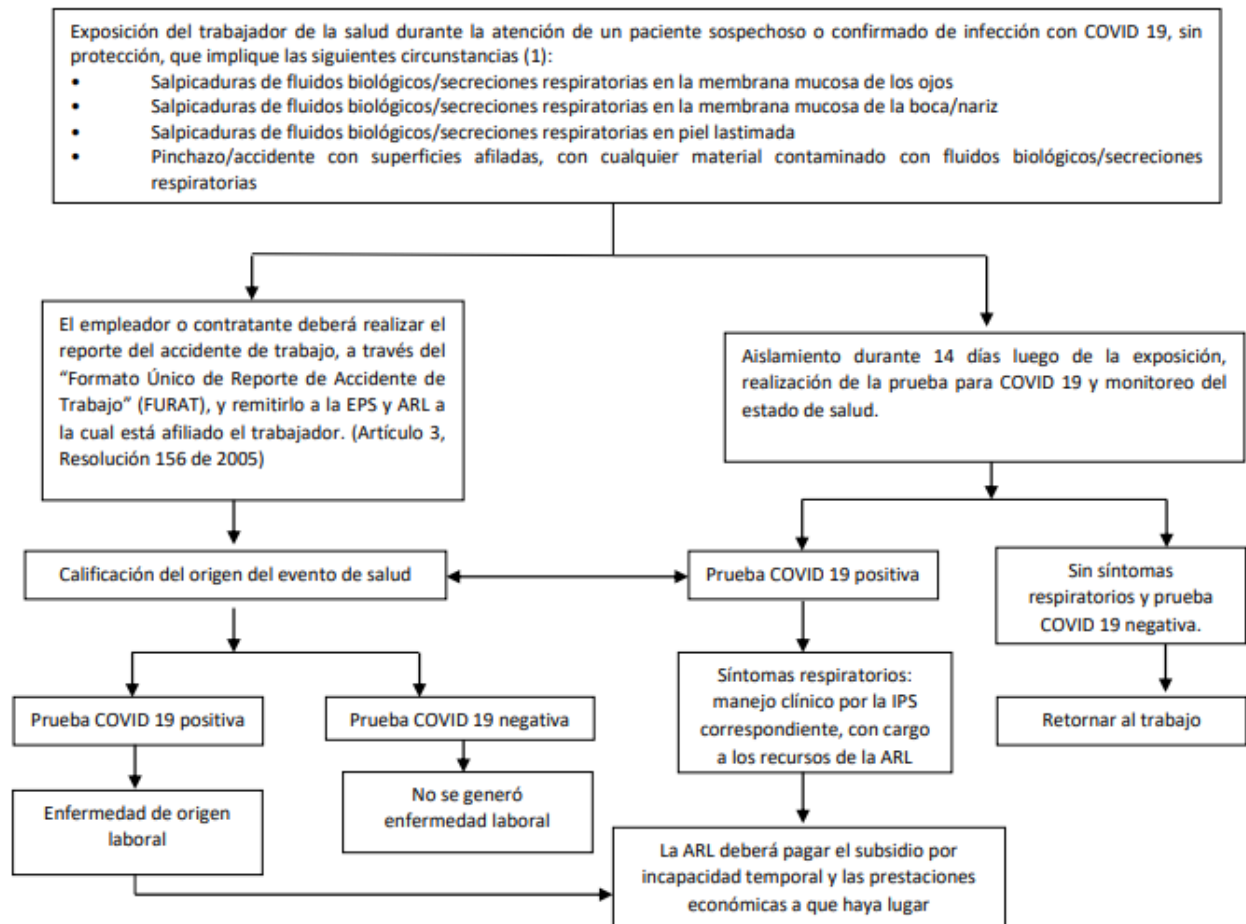 Exposición del trabajador de la salud durante la atención de un paciente sospechoso o confirmado de infección con COVID 19, sin
protección, que implique las siguientes circunstancias (1):
• Salpicaduras de fluidos biológicos/secreciones respiratorias en la membrana mucosa de los ojos
• Salpicaduras de fluidos biológicos/secreciones respiratorias en la membrana mucosa de la boca/nariz
• Salpicaduras de fluidos biológicos/secreciones respiratorias en piel lastimada
• Pinchazo/accidente con superficies afiladas, con cualquier material contaminado con fluidos biológicos/secreciones
respiratorias
El empleador o contratante deberá realizar el
reporte del accidente de trabajo, a través del
“Formato Único de Reporte de Accidente de
Trabajo” (FURAT), y remitirlo a la EPS y ARL a
la cual está afiliado el trabajador. (Artículo 3,
Resolución 156 de 2005)
Aislamiento durante 14 días luego de la exposición,
realización de la prueba para COVID 19 y monitoreo del
estado de salud.
Calificación del origen del evento de salud
Prueba COVID 19 positiva
Sin síntomas
respiratorios y prueba
COVID 19 negativa.
Prueba COVID 19 positiva
Prueba COVID 19 negativa
Síntomas respiratorios:
manejo clínico por la IPS
correspondiente, con cargo
a los recursos de la ARL
Retornar al trabajo
Enfermedad de origen
laboral
No se generó
enfermedad laboral
La ARL deberá pagar el subsidio por
incapacidad temporal y las prestaciones
económicas a que haya lugar